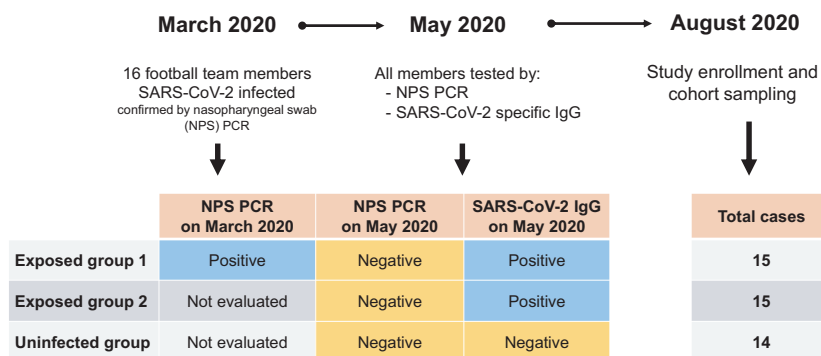 March 2020
May 2020
August 2020
16 football team members
SARS-CoV-2 infected
confirmed by nasopharyngeal swab
(NPS) PCR
All members tested by:
- NPS PCR
- SARS-CoV-2 specific IgG
Study enrollment and
cohort sampling
NPS PCR
on March 2020
NPS PCR
on May 2020
SARS-CoV-2 IgG
on May 2020
Total cases
Exposed group 1
Positive
Negative
Positive
15
Exposed group 2
Not evaluated
Negative
Positive
15
Uninfected group
Not evaluated
Negative
Negative
14